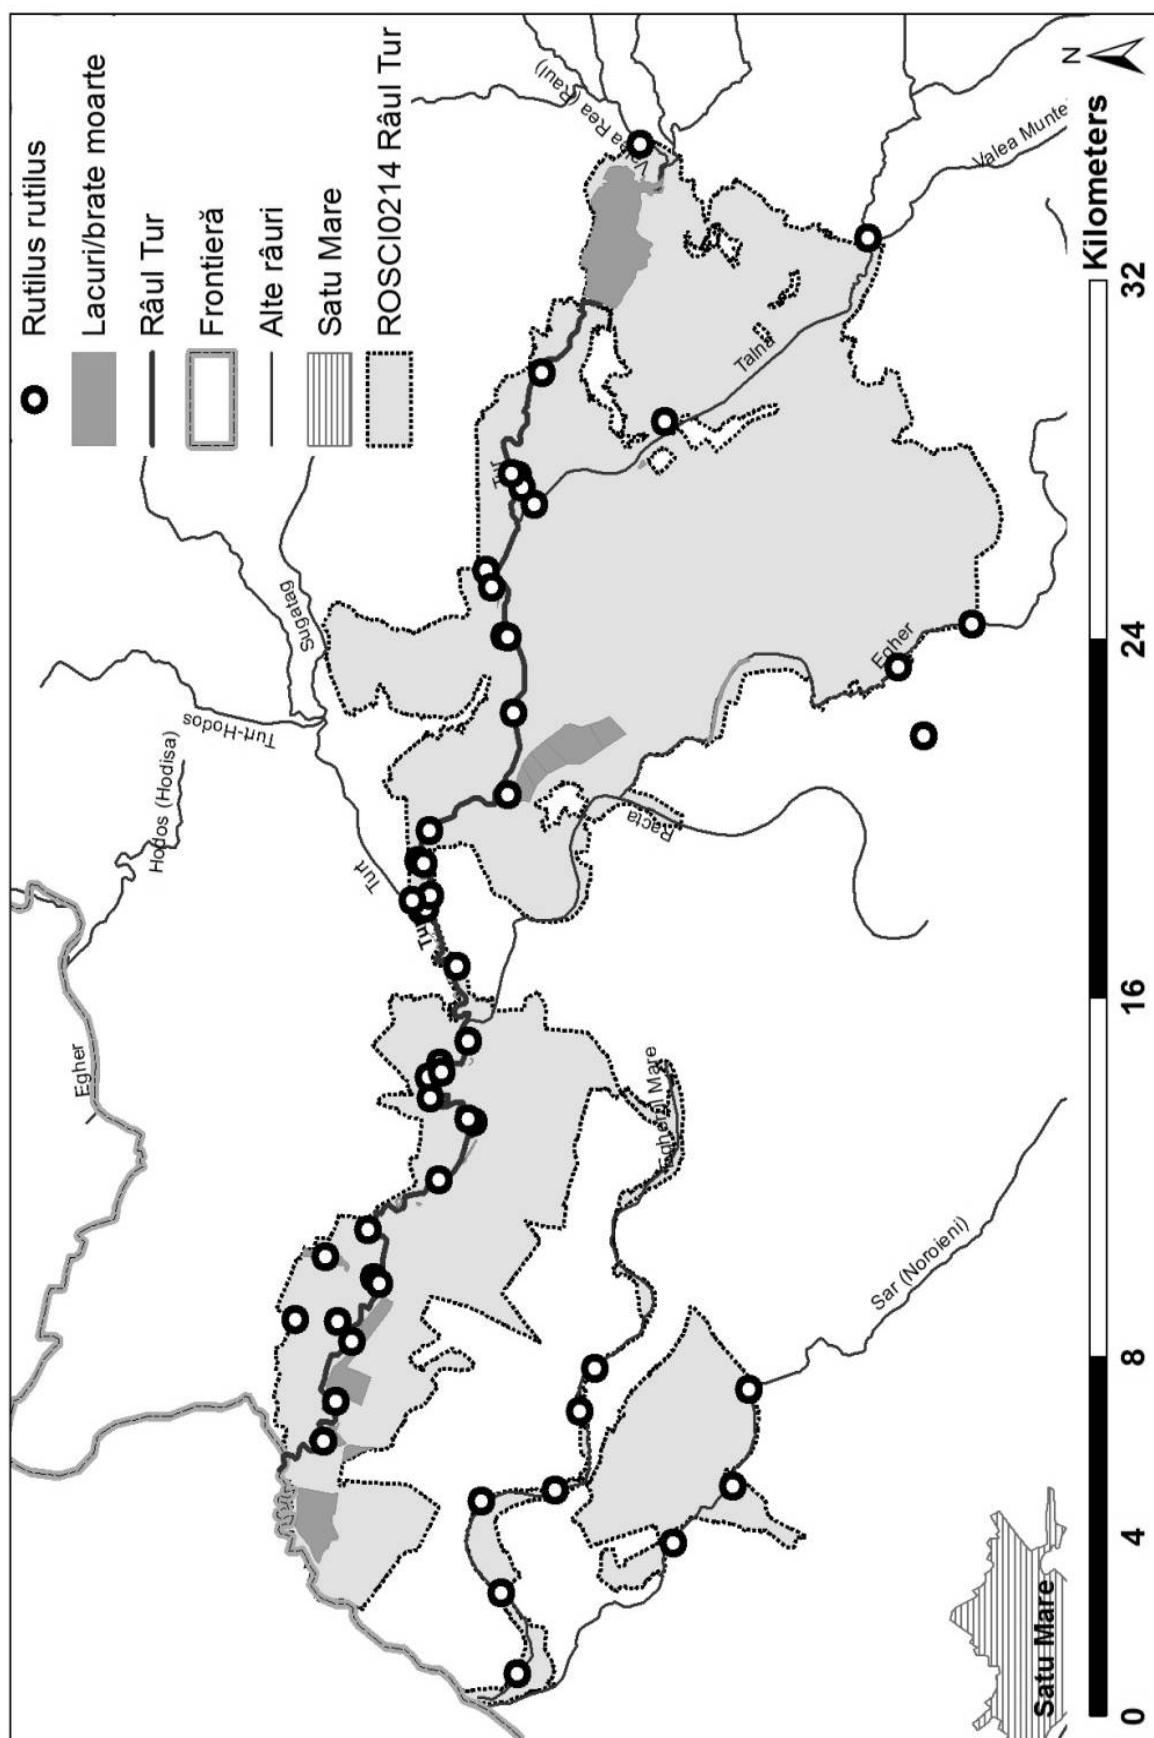 Rutilus rutilus
Lacuri/brate moarte
Râul Tur
Frontieră
Alte râuri
Satu Mare
ROSCI0214 Râul Tur
Egher
Hodos (Hodisa)
Turt-Hodos
Sugatag
Turt
Talna
Valea Munte
Racta
Egher
Egherul Mare
Sar (Noroieni)
Satu Mare
N
0
4
8
16
24
32
Kilometers